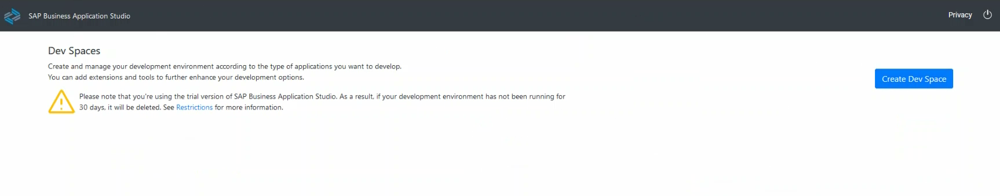 SAP Business Application Studio
Privacy
Dev Spaces
Create and manage your development environment according to the type of applications you want to develop.
You can add extensions and tools to further enhance your development options.
Create Dev Space
Please note that you're using the trial version of SAP Business Application Studio. As a result, if your development environment has not been running for
30 days, it will be deleted. See Restrictions for more information.